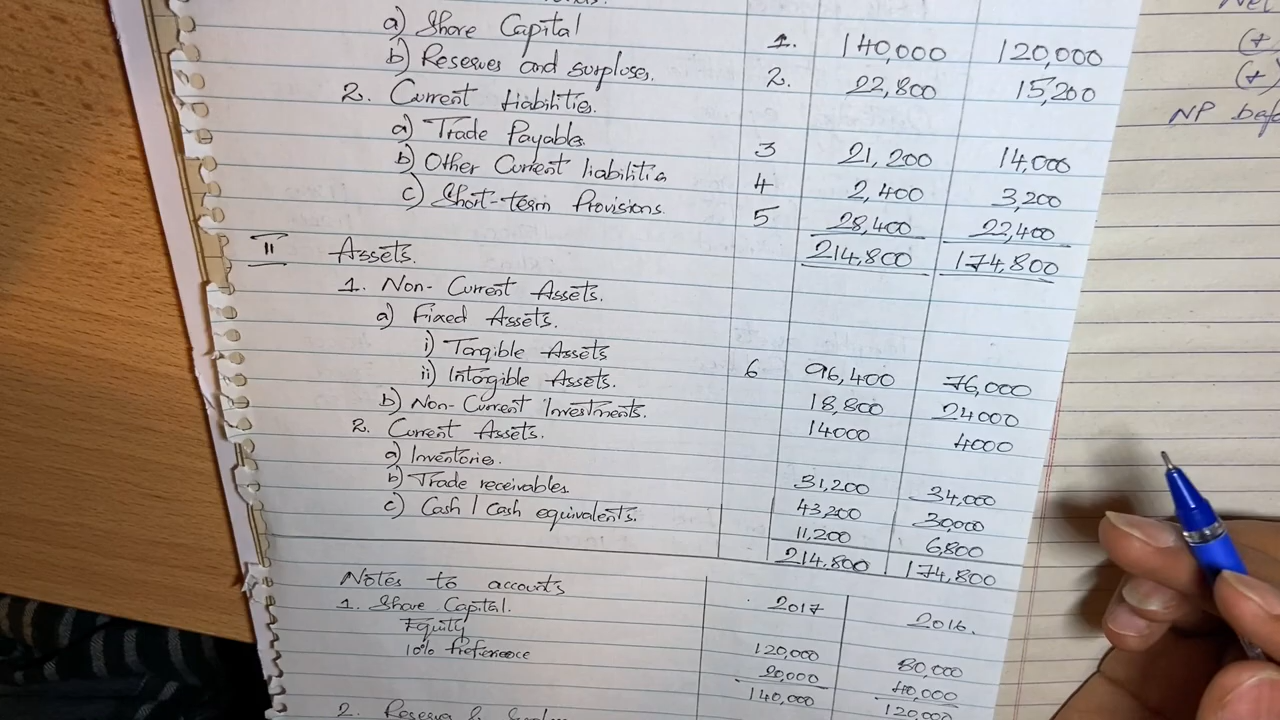 a) Share Capital 1. 140,000 120,000
b) Reserves and surpluses. 2. 22,800 15,200
2. Current Liabilities.
a) Trade Payable. 3 21,200 14,000
b) Other Current liabilities 4 2,400 3,200
c) Short-term Provisions. 5 28,400 22,400
214,800 174,800
II Assets.
1. Non-Current Assets.
a) Fixed Assets.
i) Tangible Assets 6 96,400 76,000
ii) Intangible Assets. 18,800 24000
b) Non-Current Investments. 14000 4000
2. Current Assets.
a) Inventories. 31,200 34,000
b) Trade receivables 43,200 30000
c) Cash / Cash equivalents. 11,200 6,800
214,800 174,800
Notes to accounts 2017 2016.
1. Share Capital.
Equity 120,000 80,000
10% Preference 20,000 40,000
140,000 120,000
2. Reserve &
(+)
(+)
NP